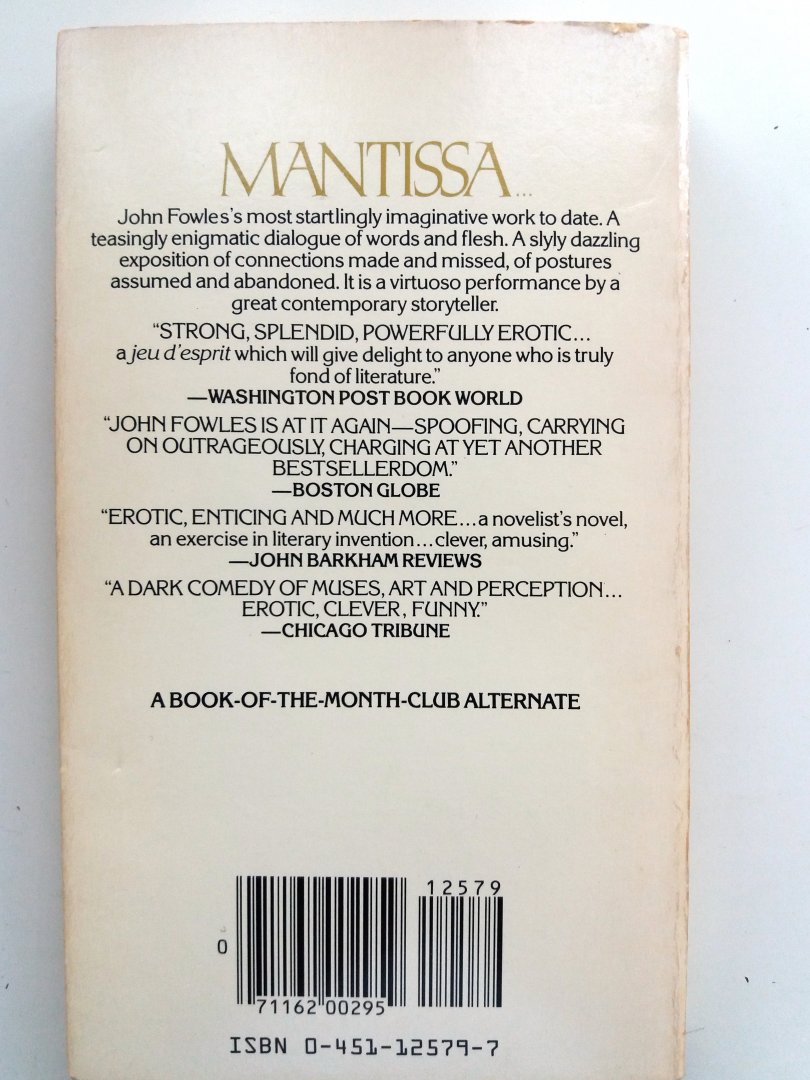 MANTISSA...
John Fowles's most startlingly imaginative work to date. A
teasingly enigmatic dialogue of words and flesh. A slyly dazzling
exposition of connections made and missed, of postures
assumed and abandoned. It is a virtuoso performance by a
great contemporary storyteller.
“STRONG, SPLENDID, POWERFULLY EROTIC...
a jeu d'esprit which will give delight to anyone who is truly
fond of literature.”
—WASHINGTON POST BOOK WORLD
“JOHN FOWLES IS AT IT AGAIN—SPOOFING, CARRYING
ON OUTRAGEOUSLY, CHARGING AT YET ANOTHER
BESTSELLERDOM.”
—BOSTON GLOBE
“EROTIC, ENTICING AND MUCH MORE...a novelist's novel,
an exercise in literary invention...clever, amusing.”
—JOHN BARKHAM REVIEWS
“A DARK COMEDY OF MUSES, ART AND PERCEPTION...
EROTIC, CLEVER, FUNNY.”
—CHICAGO TRIBUNE
A BOOK-OF-THE-MONTH-CLUB ALTERNATE
12579
0
71162 00295
ISBN 0-451-12579-7